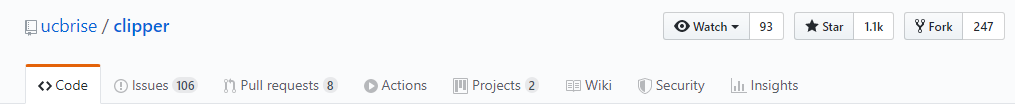 ucbrise / clipper Watch 93 Star 1.1k Fork 247
Code Issues 106 Pull requests 8 Actions Projects 2 Wiki Security Insights